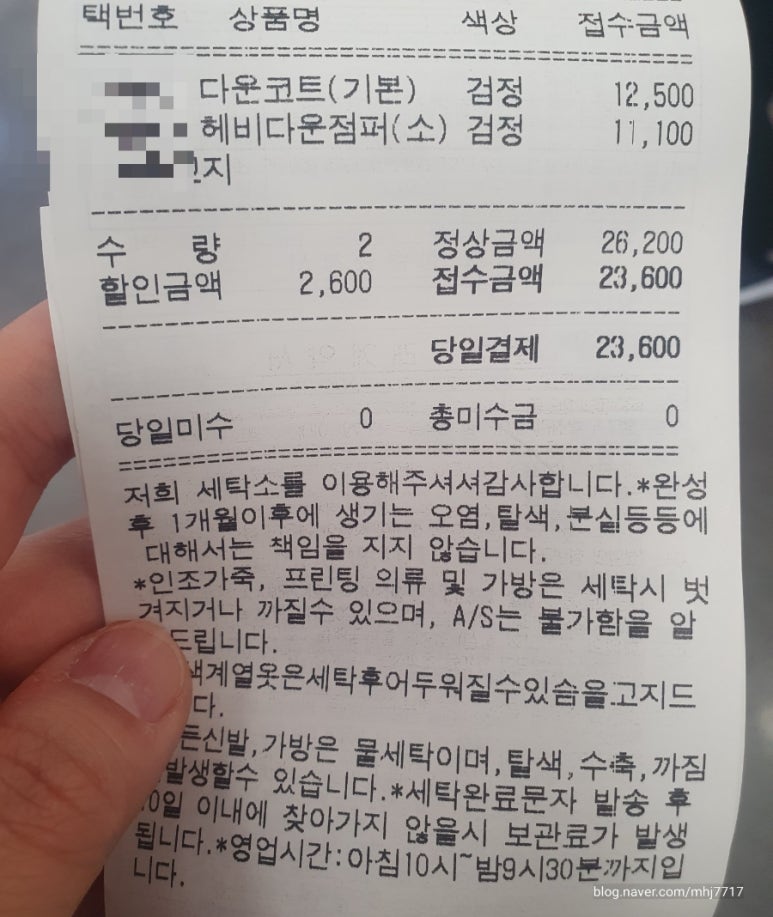 택번호 상품명 색상 접수금액
다운코트(기본) 검정 12,500
헤비다운점퍼(소) 검정 11,100
지
수 량 2 정상금액 26,200
할인금액 2,600 접수금액 23,600
당일결제 23,600
당일미수 0 총미수금 0
저희 세탁소를 이용해주셔셔감사합니다.*완성
후 1개월이후에 생기는 오염,탈색,분실등등에
대해서는 책임을 지지 않습니다.
*인조가죽, 프린팅 의류 및 가방은 세탁시 벗
겨지거나 까질수 있으며, A/S는 불가함을 알
드립니다.
색계열옷은세탁후어두워질수있슴을고지드
다.
든신발,가방은 물세탁이며,탈색,수축,까짐
발생할수 있습니다.*세탁완료문자 발송 후
0일 이내에 찾아가지 않을시 보관료가 발생
됩니다.*영업시간:아침10시~밤9시30분까지입
니다.
blog.naver.com/mhj7717